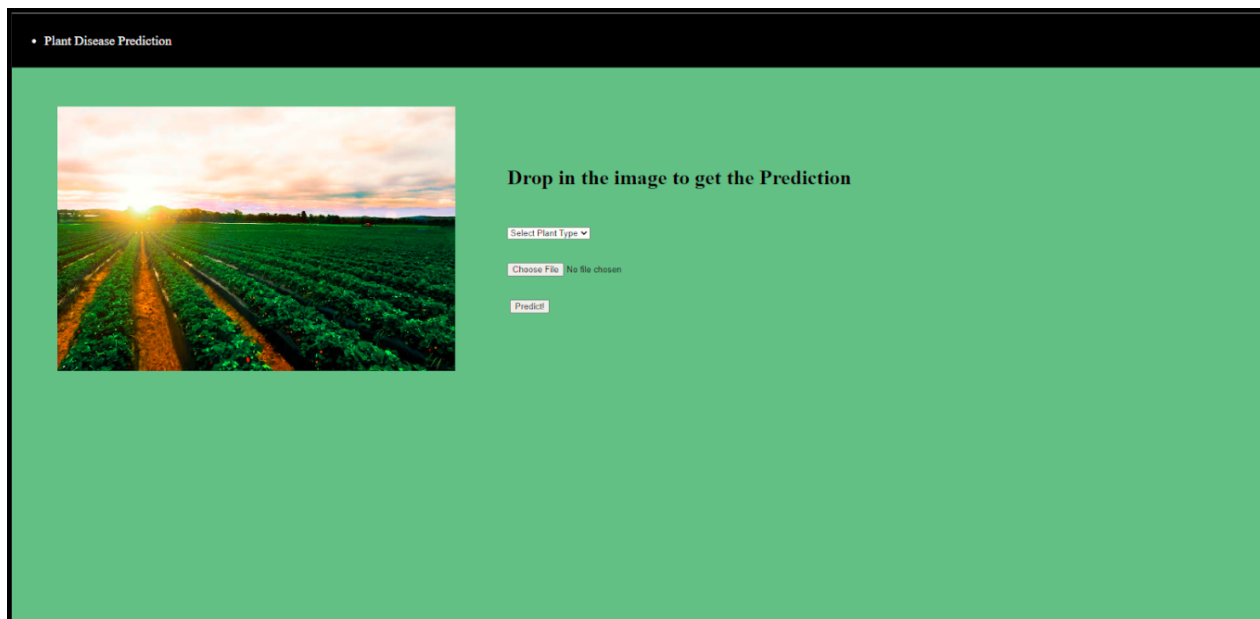 Plant Disease Prediction
Drop in the image to get the Prediction
Select Plant Type
Choose File No file chosen
Predict!